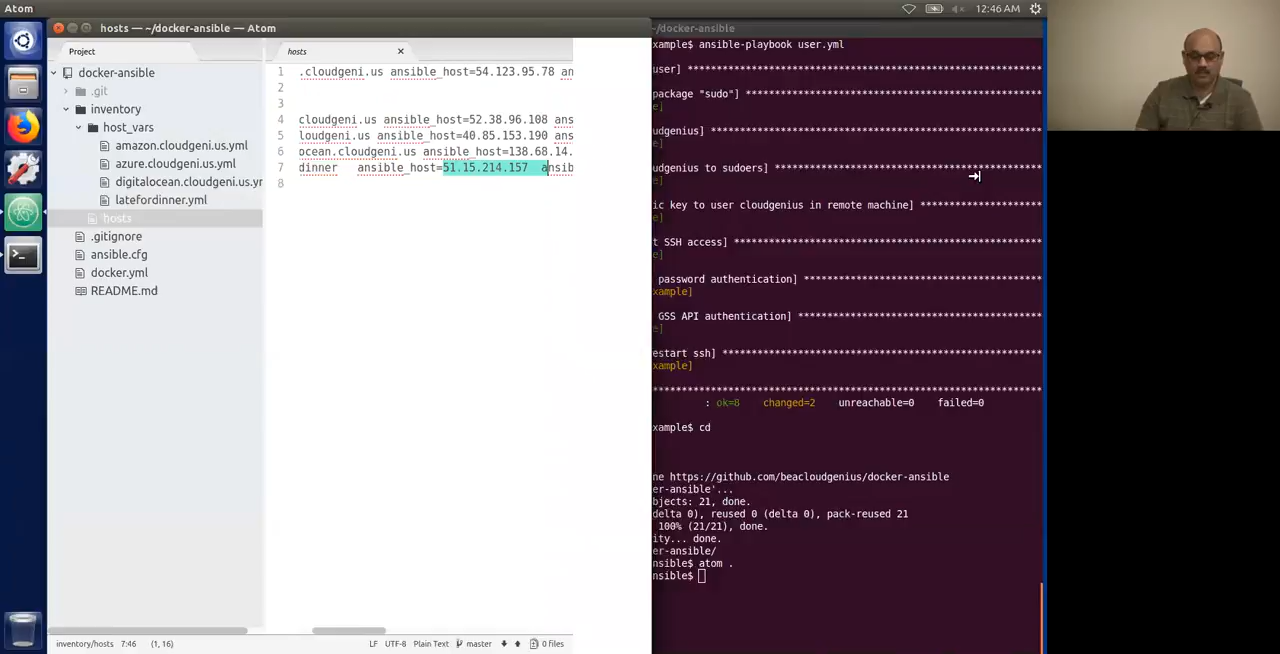 Atom
12:46 AM
hosts — ~/docker-ansible — Atom
Project
docker-ansible
.git
inventory
host_vars
amazon.cloudgeni.us.yml
azure.cloudgeni.us.yml
digitalocean.cloudgeni.us.yr
latefordinner.yml
hosts
.gitignore
ansible.cfg
docker.yml
README.md
hosts
1 .cloudgeni.us ansible_host=54.123.95.78 an
2
3
4 cloudgeni.us ansible_host=52.38.96.108 ans
5 loudgeni.us ansible_host=40.85.153.190 ans
6 ocean.cloudgeni.us ansible_host=138.68.14.
7 dinner ansible_host=51.15.214.157 ansib
8
inventory/hosts 7:46 (1, 16)
LF UTF-8 Plain Text master 0 files
~/docker-ansible
example$ ansible-playbook user.yml
user] ******************************************************
package "sudo"] **************************************************
e]
udgenius] ********************************************************
udgenius to sudoers] *********************************************
e]
ic key to user cloudgenius in remote machine] ********************
e]
t SSH access] ***************************************************
e]
password authentication] ****************************************
xample]
GSS API authentication] *****************************************
e]
estart ssh] *****************************************************
xample]
*****************************************************************
: ok=8 changed=2 unreachable=0 failed=0
example$ cd
ne https://github.com/beacloudgenius/docker-ansible
er-ansible'...
bjects: 21, done.
(delta 0), reused 0 (delta 0), pack-reused 21
100% (21/21), done.
ity... done.
er-ansible/
ansible$ atom .
nsible$